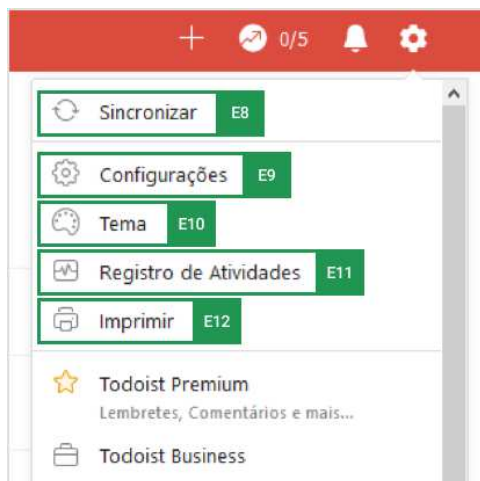 0/5
Sincronizar E8
Configurações E9
Tema E10
Registro de Atividades E11
Imprimir E12
Todoist Premium
Lembretes, Comentários e mais...
Todoist Business